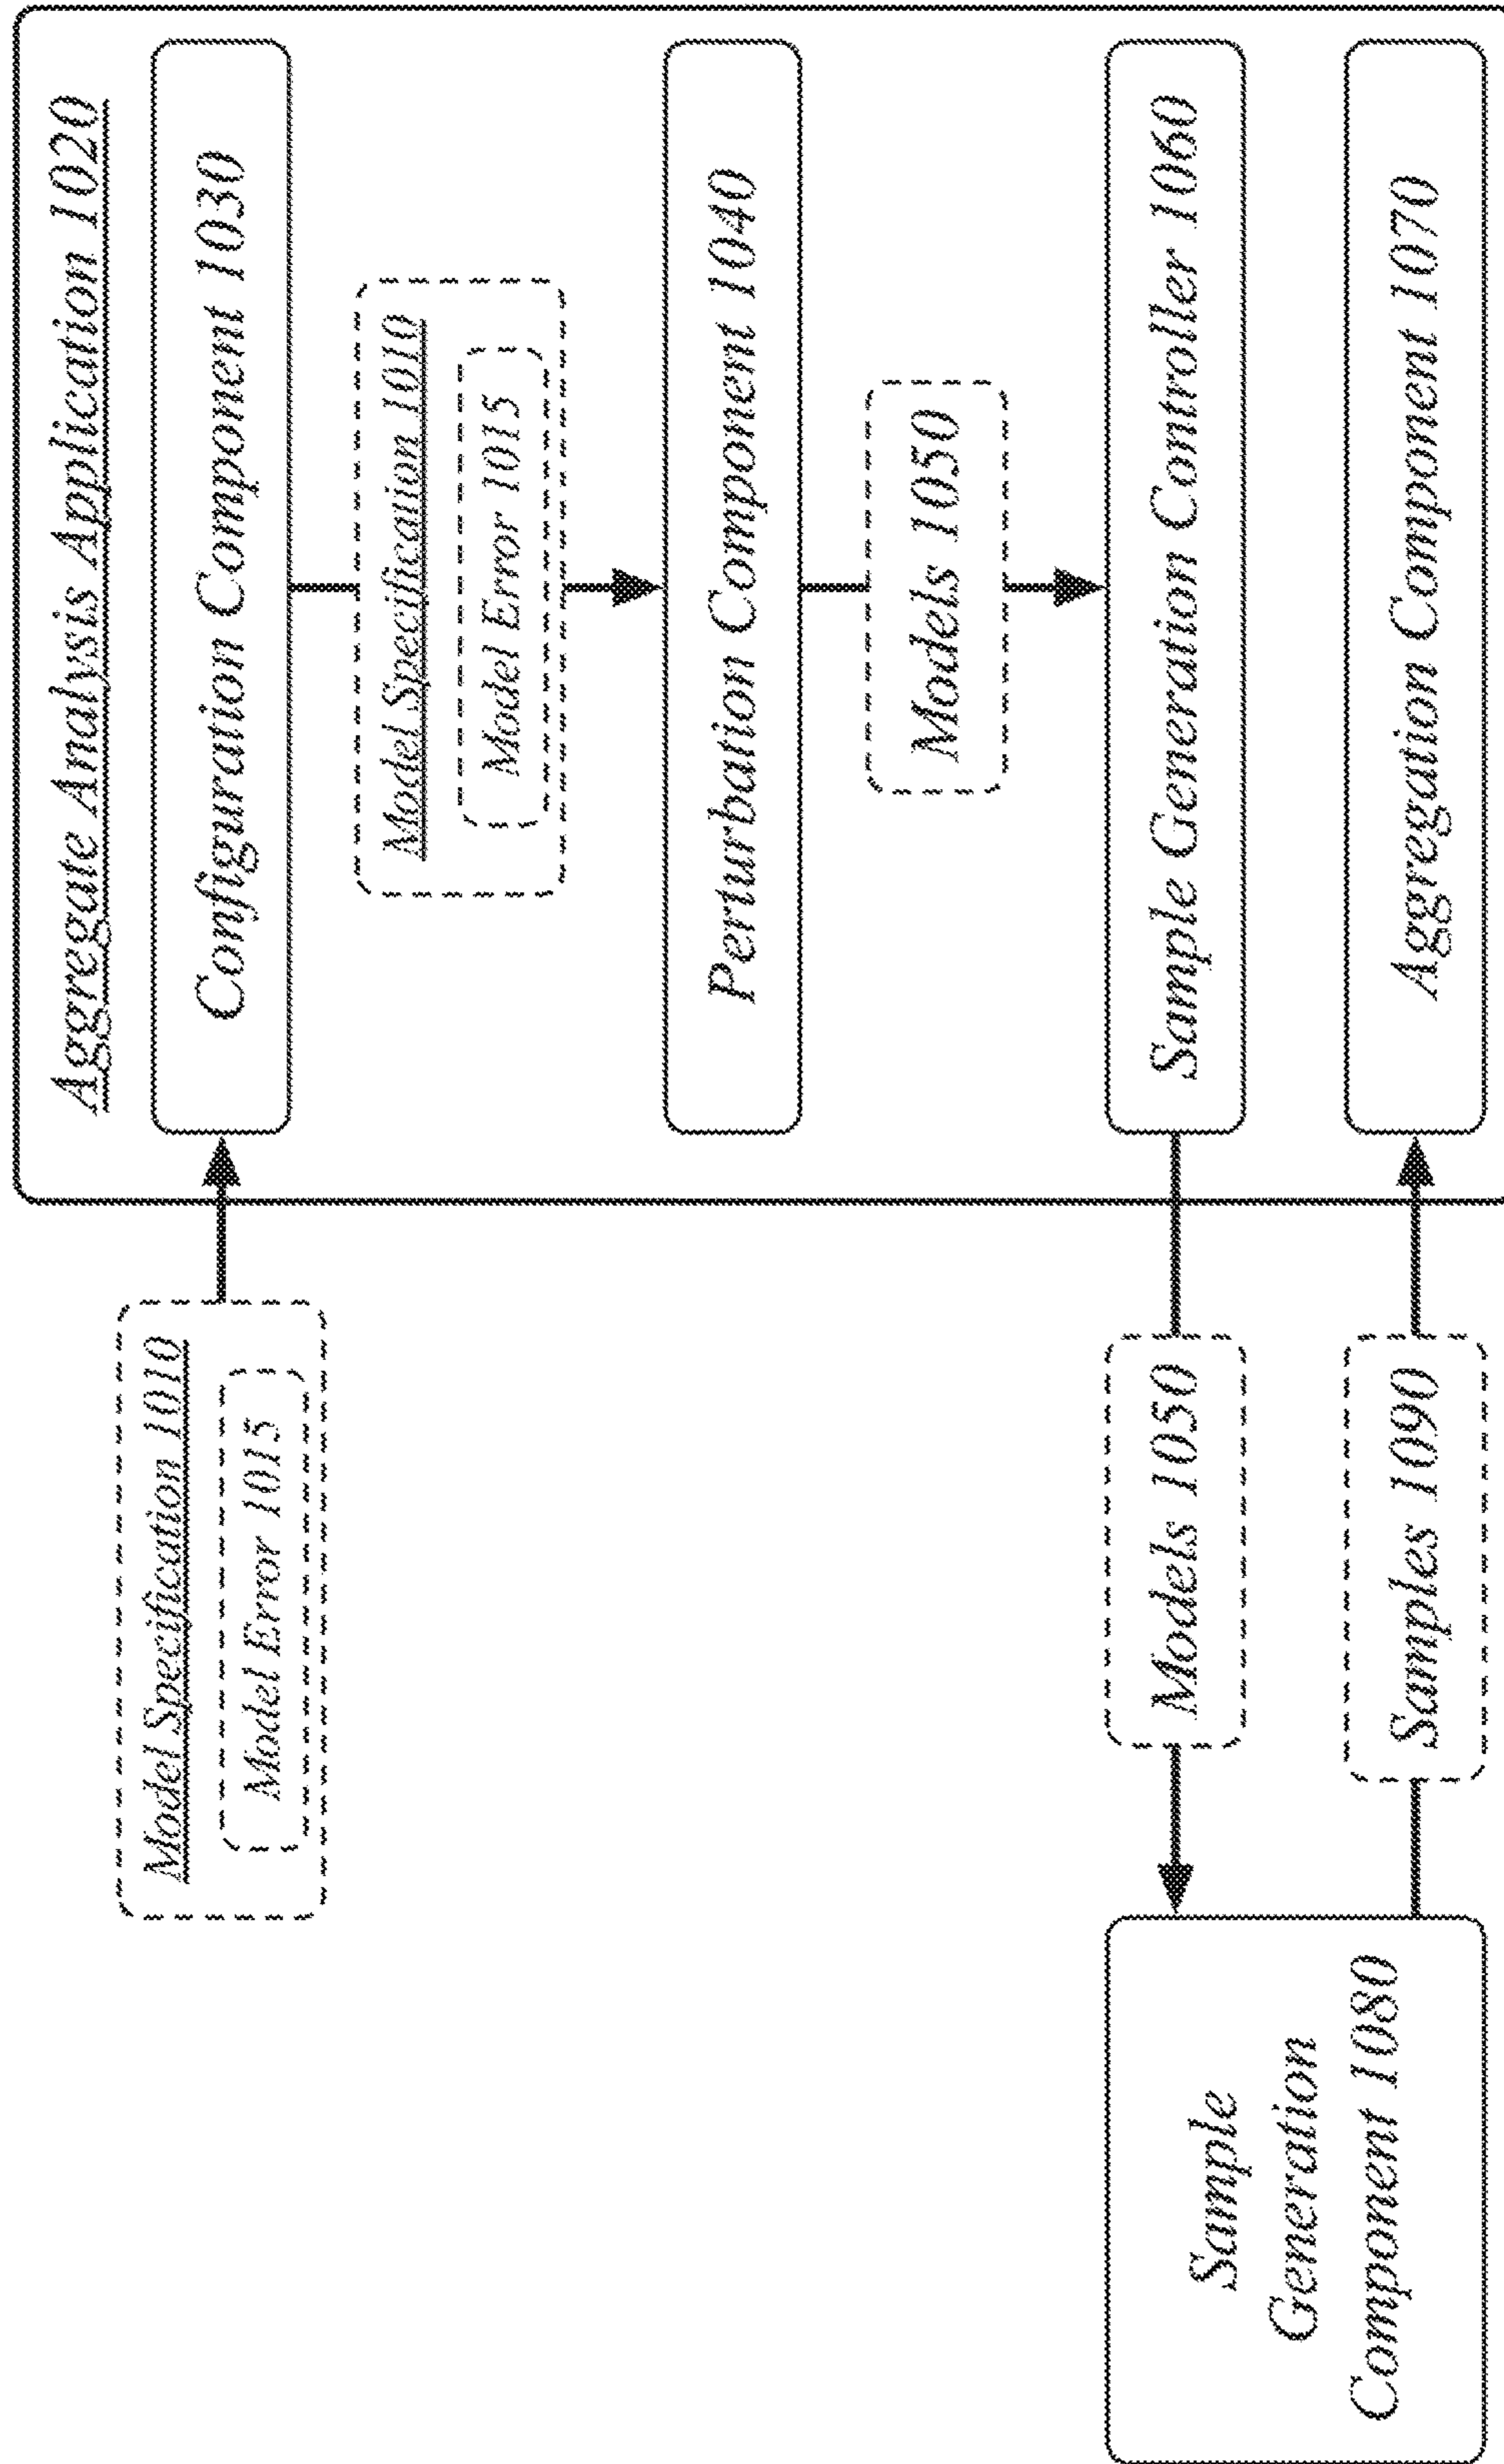 Aggregate Analysis Application 1020
Configuration Component 1030
Model Specification 1010
Model Error 1015
Model Specification 1010
Model Error 1015
Perturbation Component 1040
Models 1050
Sample Generation Controller 1060
Models 1050
Sample
Generation
Component 1080
Samples 1090
Aggregation Component 1070